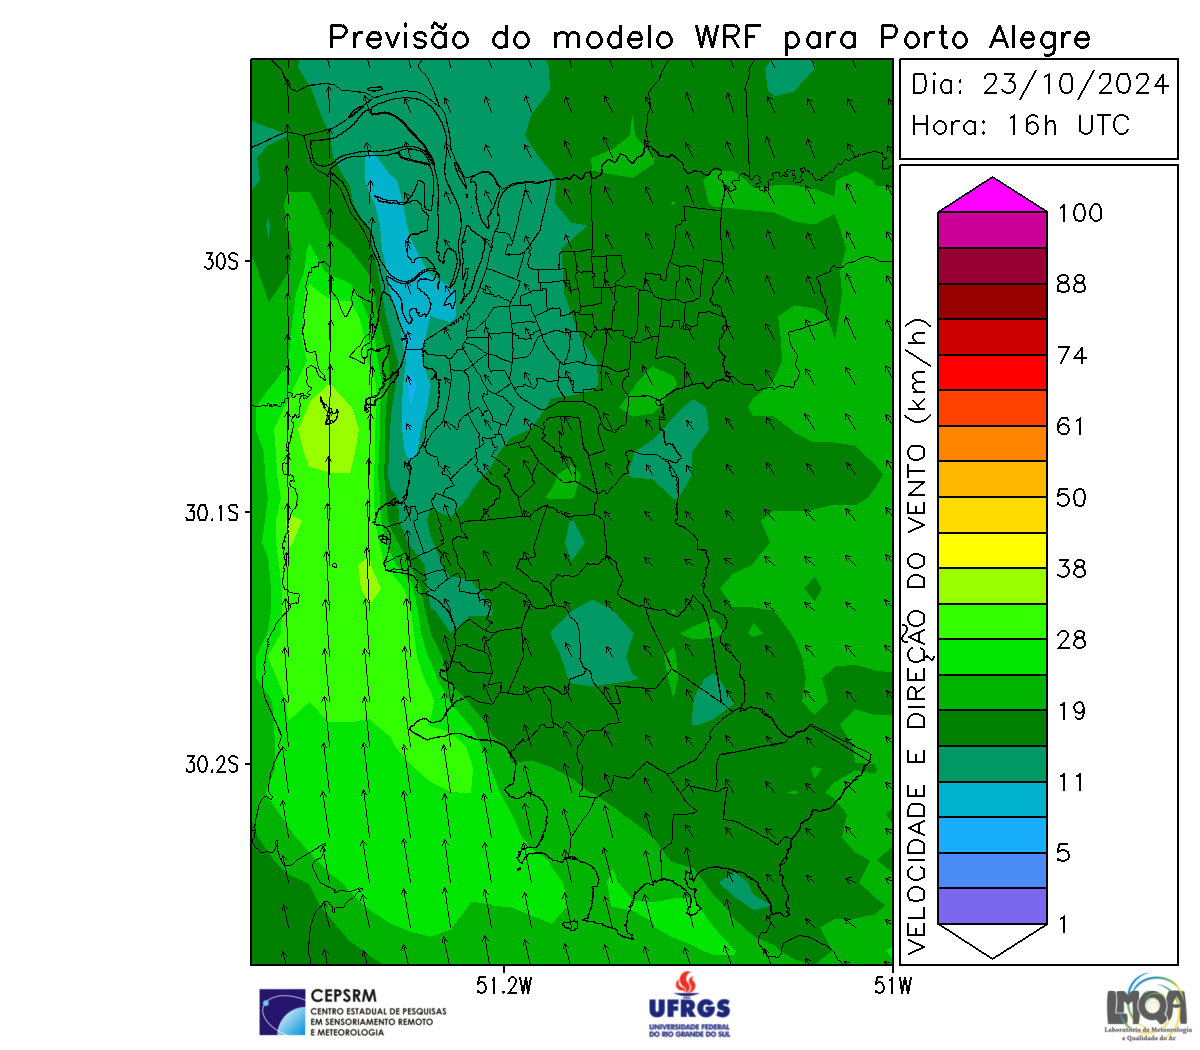 Previsão do modelo WRF para Porto Alegre
Dia: 23/10/2024
Hora: 16h UTC
30S
30.1S
30.2S
51.2W
51W
VELOCIDADE E DIREÇÃO DO VENTO (km/h)
100
88
74
61
50
38
28
19
11
5
1
CEPSRM
CENTRO ESTADUAL DE PESQUISAS
EM SENSORIAMENTO REMOTO
E METEOROLOGIA
UFRGS
UNIVERSIDADE FEDERAL
DO RIO GRANDE DO SUL
LMQA
Laboratório de Meteorologia
e Qualidade do Ar